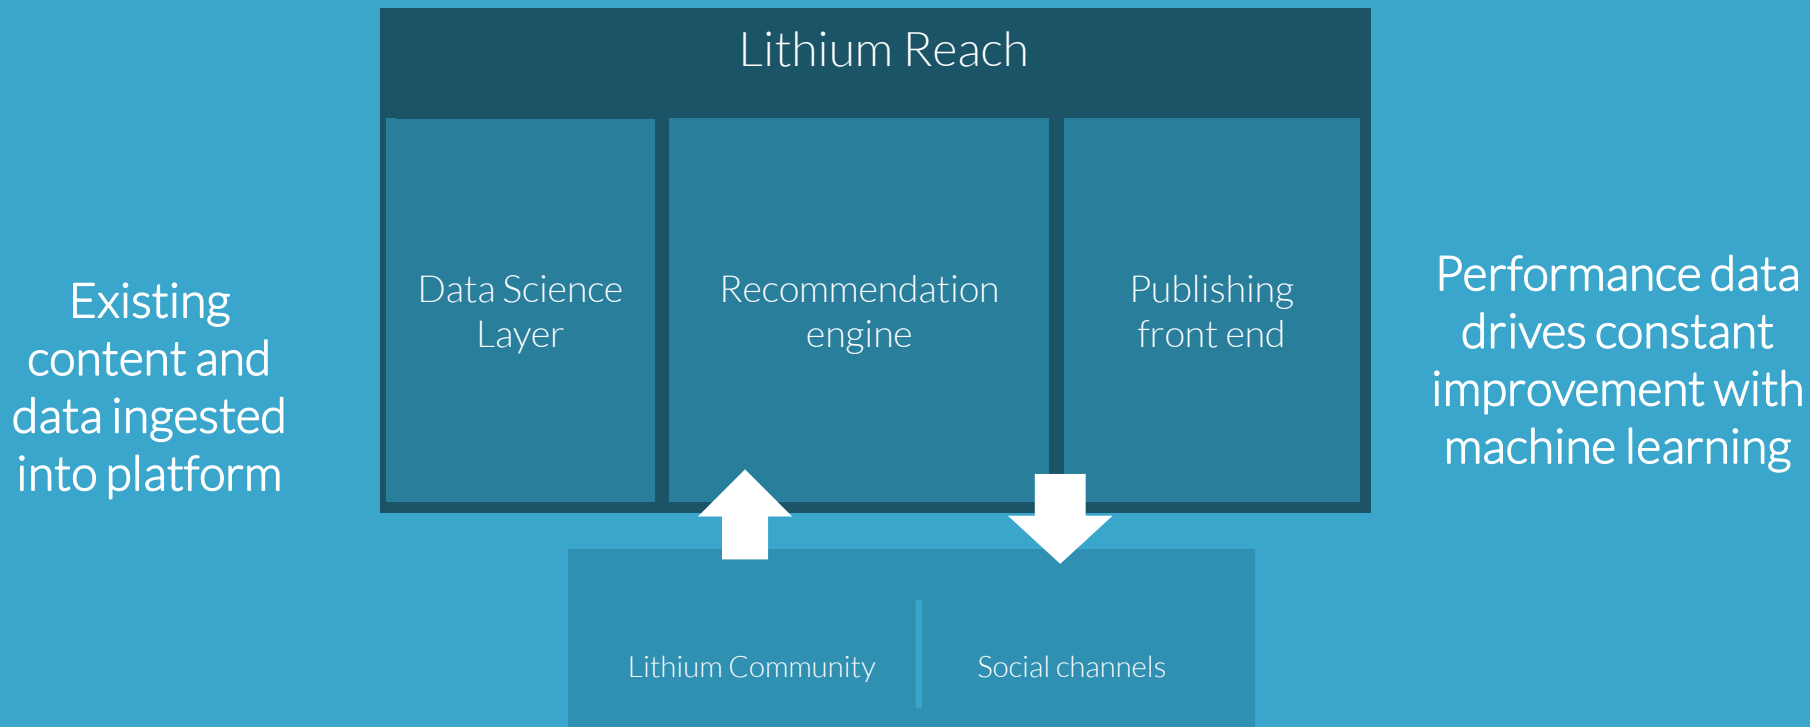 Lithium Reach
Existing
content and
data ingested
into platform
Data Science
Layer
Recommendation
engine
Publishing
front end
Performance data
drives constant
improvement with
machine learning
Lithium Community
Social channels